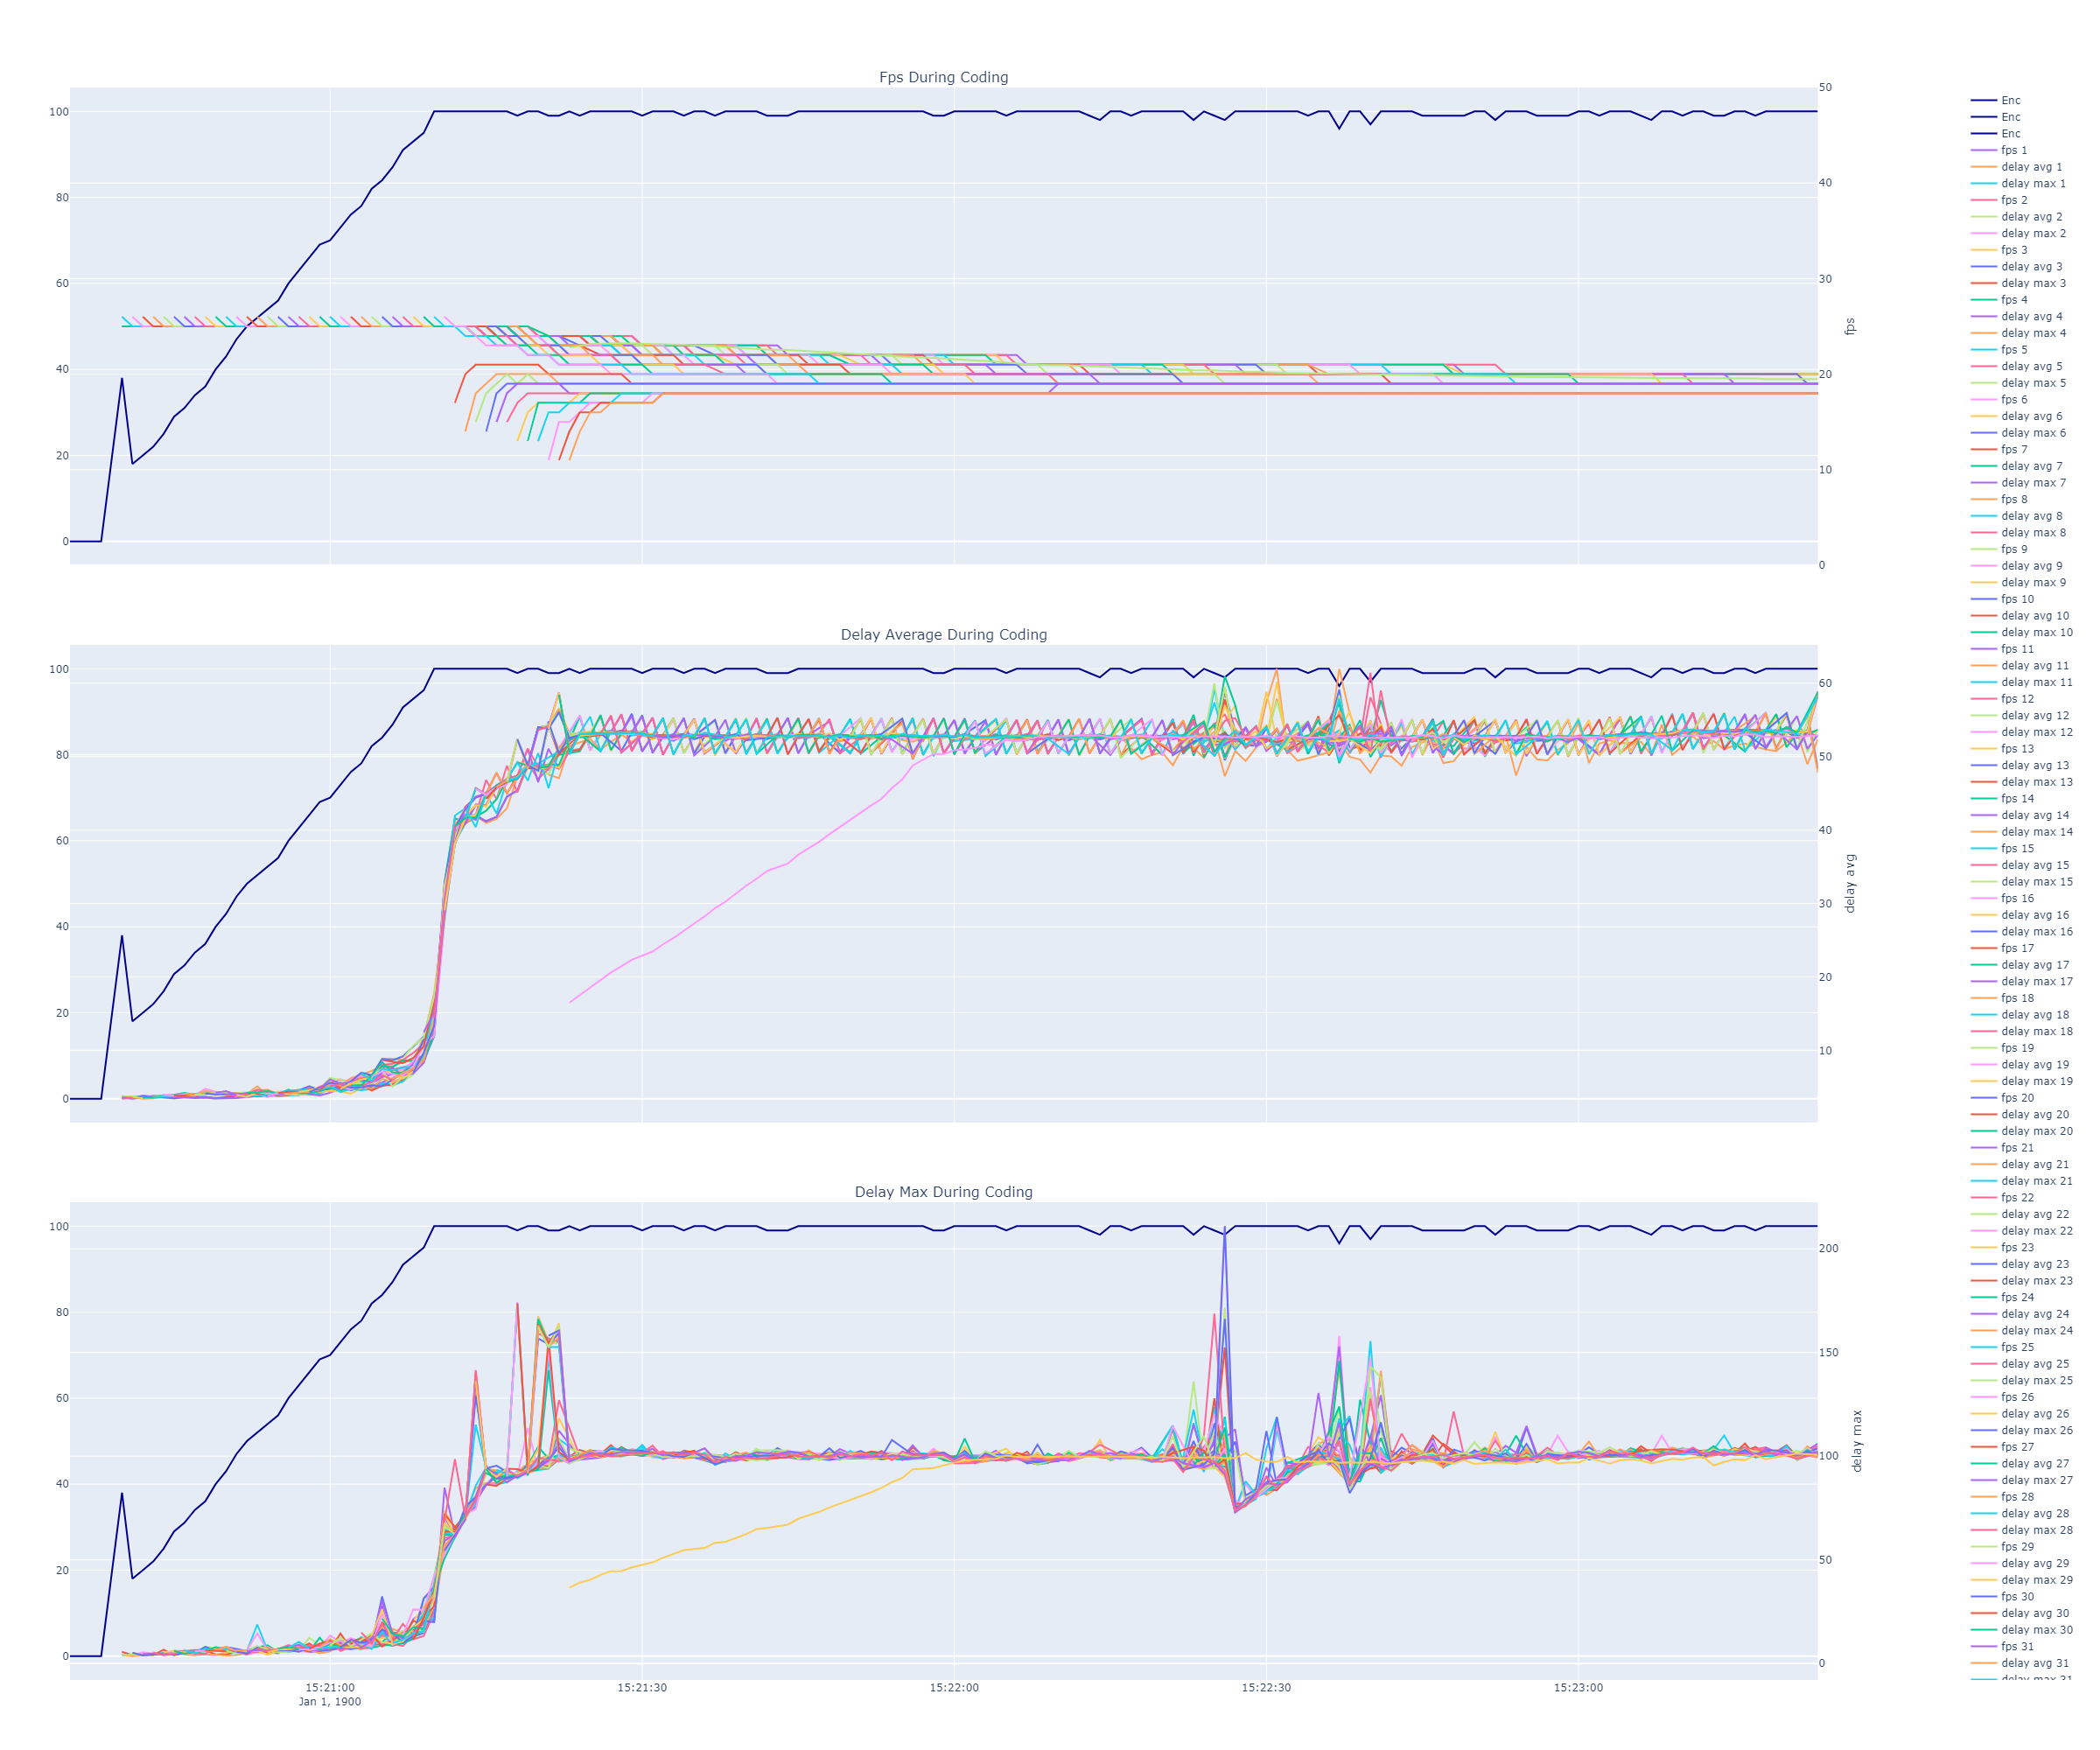 Fps During Coding
100
80
60
40
20
0
50
40
30
20
10
0
fps
Delay Average During Coding
100
80
60
40
20
0
60
50
40
30
20
10
delay avg
Delay Max During Coding
100
80
60
40
20
0
200
150
100
50
0
delay max
15:21:00
Jan 1, 1900
15:21:30
15:22:00
15:22:30
15:23:00
Enc
Enc
Enc
fps 1
delay avg 1
delay max 1
fps 2
delay avg 2
delay max 2
fps 3
delay avg 3
delay max 3
fps 4
delay avg 4
delay max 4
fps 5
delay avg 5
delay max 5
fps 6
delay avg 6
delay max 6
fps 7
delay avg 7
delay max 7
fps 8
delay avg 8
delay max 8
fps 9
delay avg 9
delay max 9
fps 10
delay avg 10
delay max 10
fps 11
delay avg 11
delay max 11
fps 12
delay avg 12
delay max 12
fps 13
delay avg 13
delay max 13
fps 14
delay avg 14
delay max 14
fps 15
delay avg 15
delay max 15
fps 16
delay avg 16
delay max 16
fps 17
delay avg 17
delay max 17
fps 18
delay avg 18
delay max 18
fps 19
delay avg 19
delay max 19
fps 20
delay avg 20
delay max 20
fps 21
delay avg 21
delay max 21
fps 22
delay avg 22
delay max 22
fps 23
delay avg 23
delay max 23
fps 24
delay avg 24
delay max 24
fps 25
delay avg 25
delay max 25
fps 26
delay avg 26
delay max 26
fps 27
delay avg 27
delay max 27
fps 28
delay avg 28
delay max 28
fps 29
delay avg 29
delay max 29
fps 30
delay avg 30
delay max 30
fps 31
delay avg 31
delay max 31